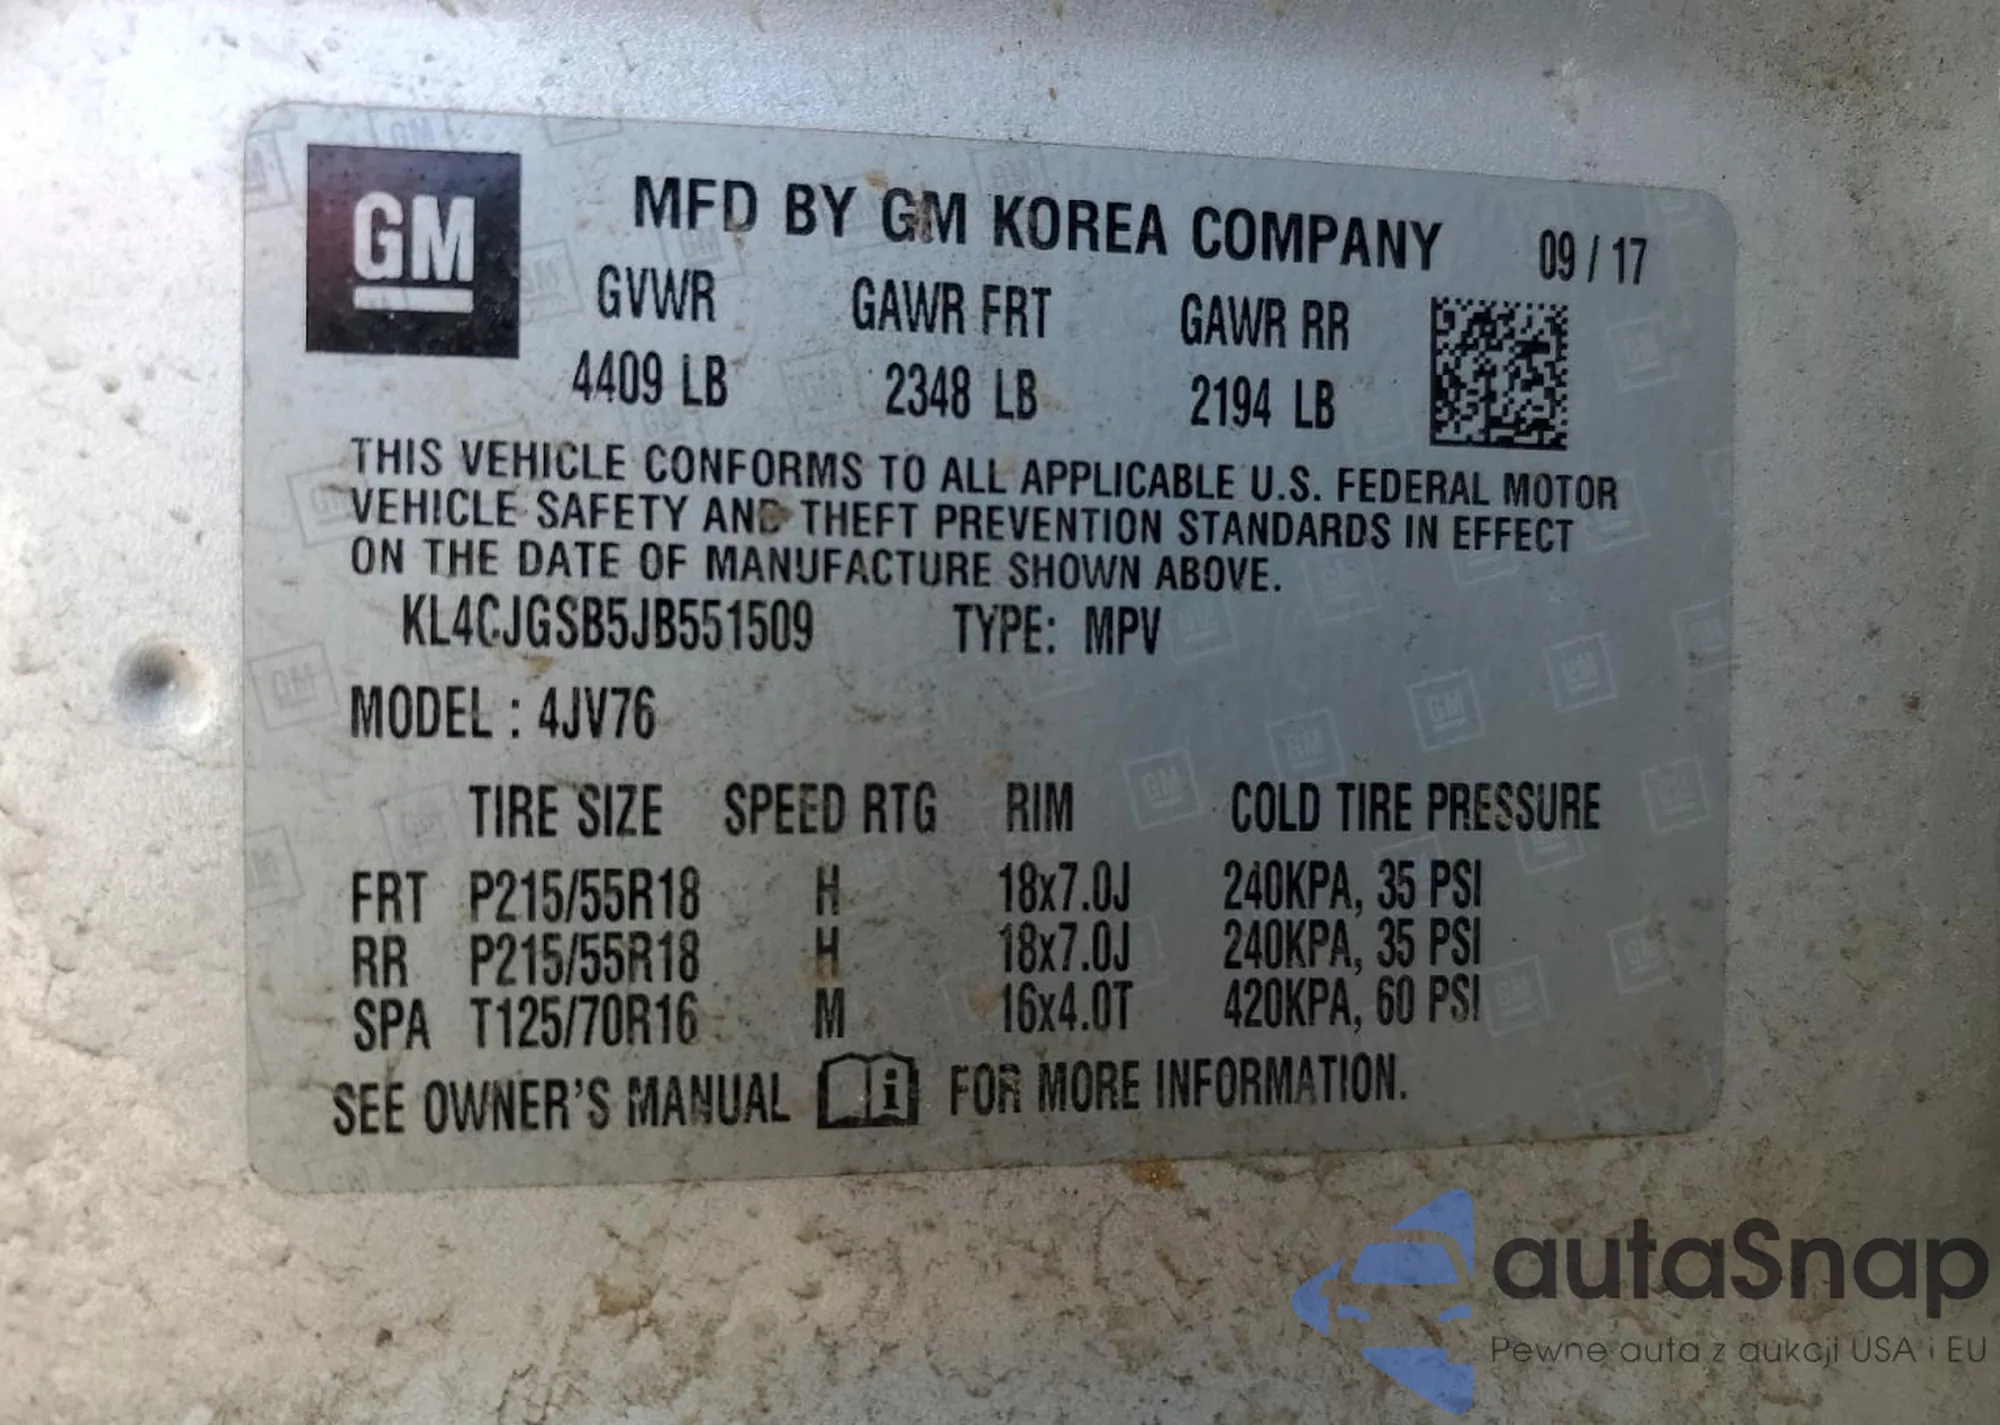 GM
MFD BY GM KOREA COMPANY 09 / 17
GVWR GAWR FRT GAWR RR
4409 LB 2348 LB 2194 LB
THIS VEHICLE CONFORMS TO ALL APPLICABLE U.S. FEDERAL MOTOR
VEHICLE SAFETY AND THEFT PREVENTION STANDARDS IN EFFECT
ON THE DATE OF MANUFACTURE SHOWN ABOVE.
KL4CJGSB5JB551509 TYPE: MPV
MODEL : 4JV76
TIRE SIZE SPEED RTG RIM COLD TIRE PRESSURE
FRT P215/55R18 H 18x7.0J 240KPA, 35 PSI
RR P215/55R18 H 18x7.0J 240KPA, 35 PSI
SPA T125/70R16 M 16x4.0T 420KPA, 60 PSI
SEE OWNER'S MANUAL i FOR MORE INFORMATION.
autaSnap
Pewne auta z aukcji USA i EU